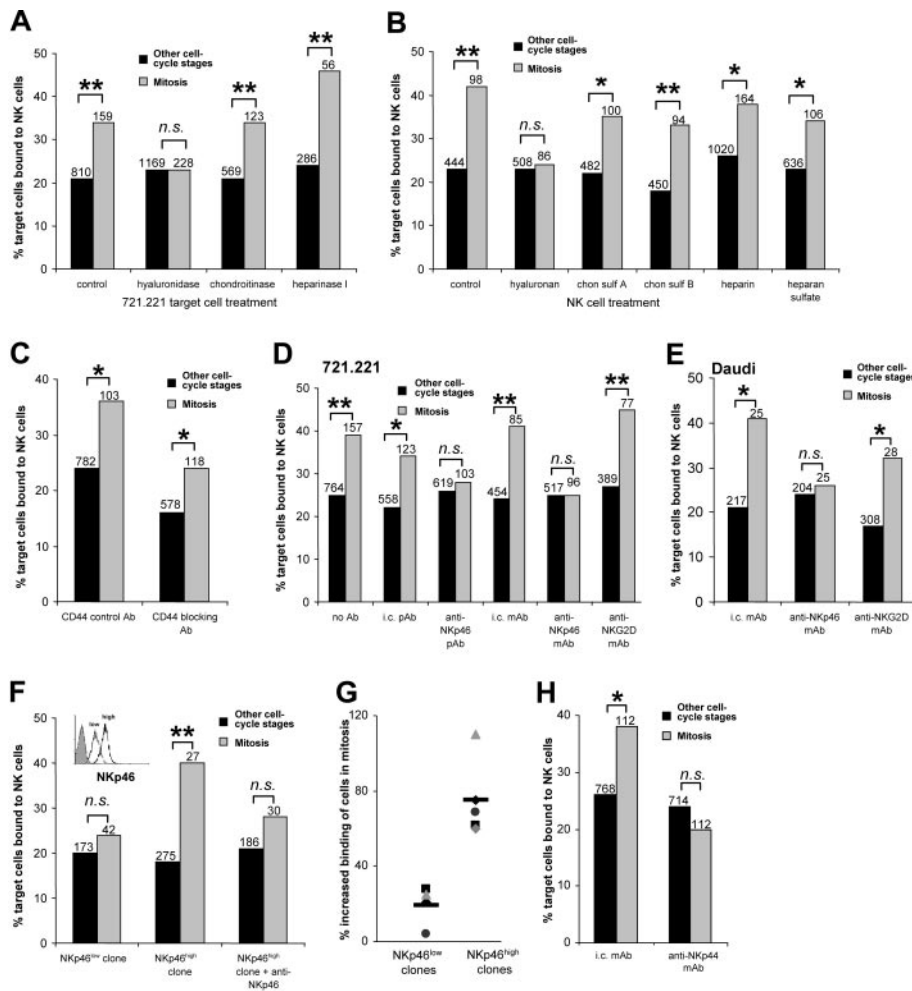 A
Other cell-
cycle stages
Mitosis
% target cells bound to NK cells
60
40
20
0
**
n.s.
**
**
810
159
1169
228
569
123
286
56
control
hyaluronidase
chondroitinase
heparinase I
721.221 target cell treatment
B
Other cell-
cycle stages
Mitosis
% target cells bound to NK cells
60
40
20
0
**
n.s.
*
**
*
*
444
98
508
86
482
100
450
94
1020
164
636
106
control
hyaluronan
chon sulf A
chon sulf B
heparin
heparan
sulfate
NK cell treatment
C
Other cell-
cycle stages
Mitosis
% target cells bound to NK cells
40
30
20
10
0
*
*
782
103
578
118
CD44 control Ab
CD44 blocking
Ab
D
721.221
Other cell-
cycle stages
Mitosis
% target cells bound to NK cells
60
40
20
0
**
*
n.s.
**
n.s.
**
764
157
558
123
619
103
454
85
517
96
389
77
no Ab
i.c. pAb
anti-
NKp46
pAb
i.c. mAb
anti-
NKp46
mAb
anti-
NKG2D
mAb
E
Daudi
Other cell-
cycle stages
Mitosis
% target cells bound to NK cells
50
40
30
20
10
0
*
n.s.
*
217
25
204
25
308
28
i.c. mAb
anti-NKp46
mAb
anti-NKG2D
mAb
F
low
high
NKp46
Other cell-
cycle stages
Mitosis
% target cells bound to NK cells
50
40
30
20
10
0
n.s.
**
n.s.
173
42
275
27
186
30
NKp46low clone
NKp46high
clone
NKp46high
clone + anti-
NKp46
G
% increased binding of cells in mitosis
120
80
40
0
NKp46low
clones
NKp46high
clones
H
Other cell-
cycle stages
Mitosis
% target cells bound to NK cells
40
30
20
10
0
*
n.s.
768
112
714
112
i.c. mAb
anti-NKp44
mAb